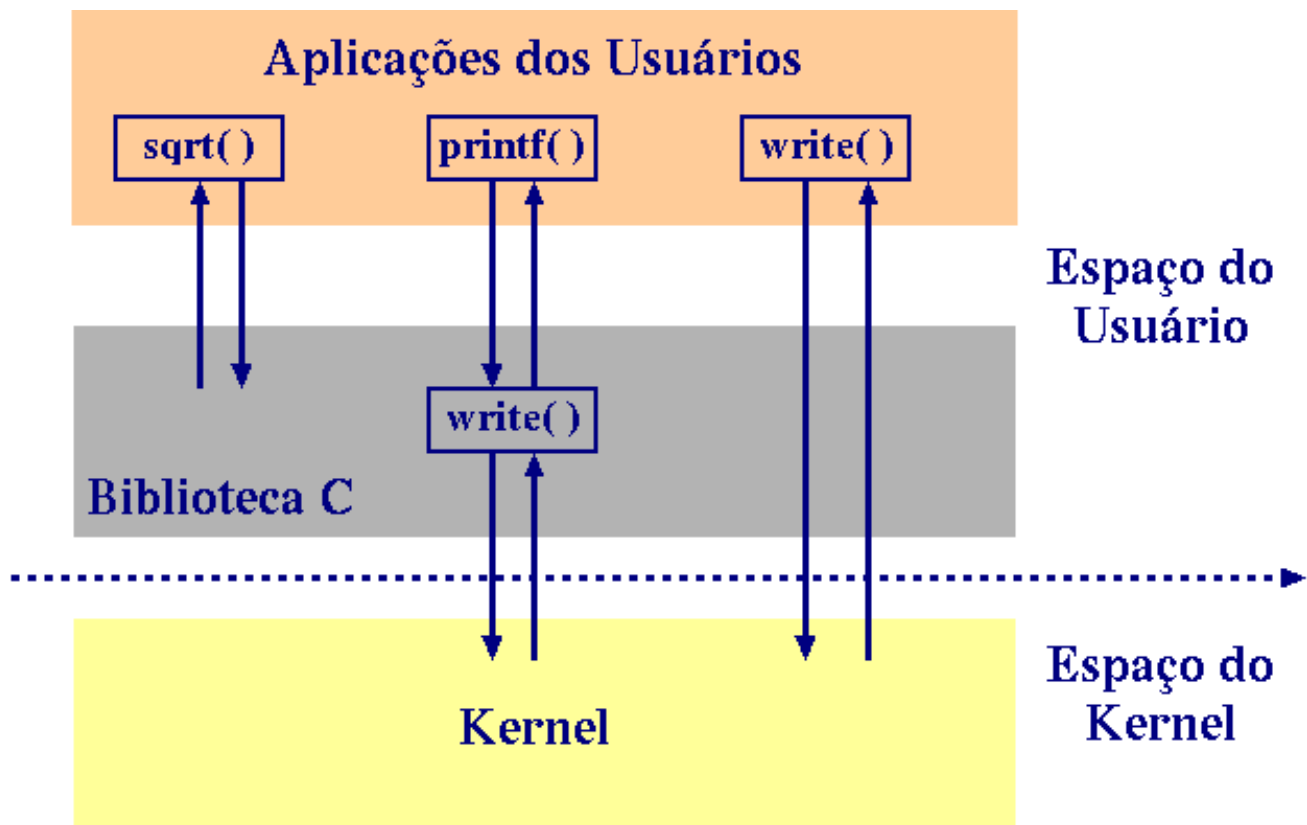 Aplicações dos Usuários
sqrt( )
printf( )
write( )
Espaço do
Usuário
write( )
Biblioteca C
Espaço do
Kernel
Kernel